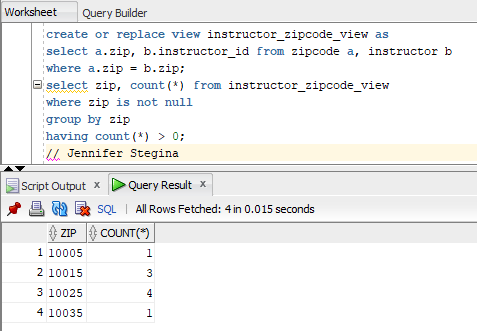 Worksheet Query Builder
create or replace view instructor_zipcode_view as
select a.zip, b.instructor_id from zipcode a, instructor b
where a.zip = b.zip;
select zip, count(*) from instructor_zipcode_view
where zip is not null
group by zip
having count(*) > 0;
// Jennifer Stegina
Script Output x Query Result x
SQL | All Rows Fetched: 4 in 0.015 seconds
ZIP COUNT(*)
1 10005 1
2 10015 3
3 10025 4
4 10035 1